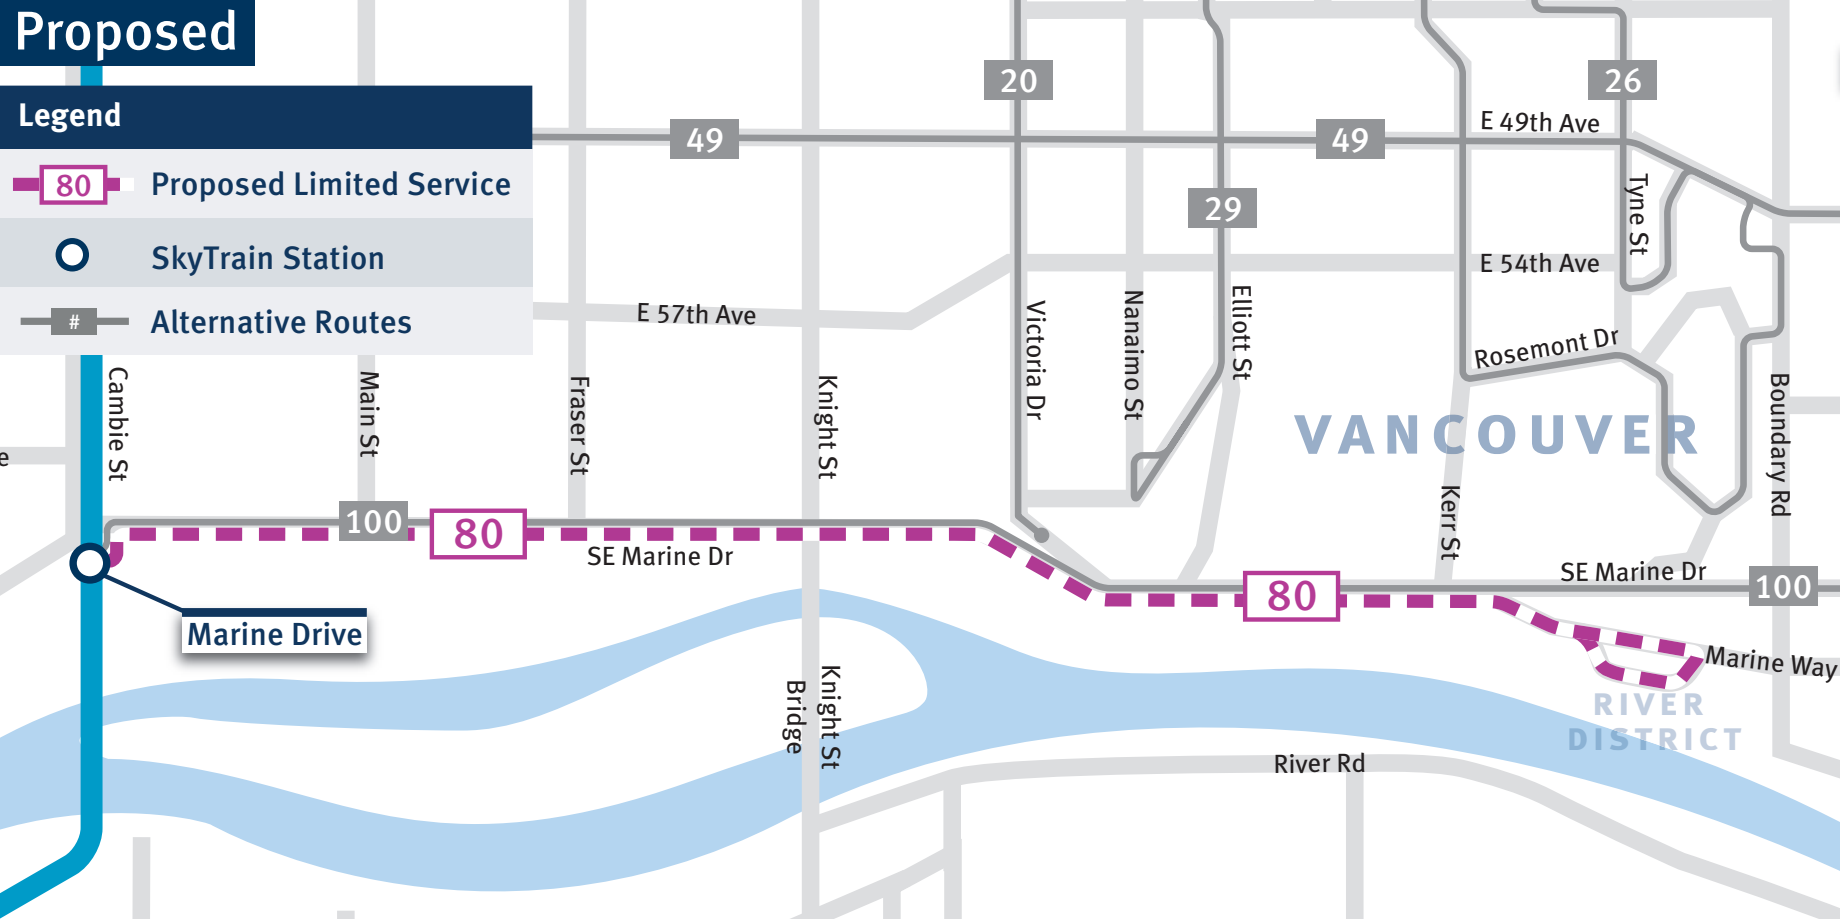 Proposed
Legend
80 Proposed Limited Service
SkyTrain Station
# Alternative Routes
20
26
49
49
E 49th Ave
29
Tyne St
E 54th Ave
E 57th Ave
Victoria Dr
Nanaimo St
Elliott St
Rosemont Dr
Cambie St
Main St
Fraser St
Knight St
Boundary Rd
VANCOUVER
e
Kerr St
100
80
SE Marine Dr
SE Marine Dr
80
100
Marine Drive
Marine Way
Knight St
Bridge
RIVER
DISTRICT
River Rd